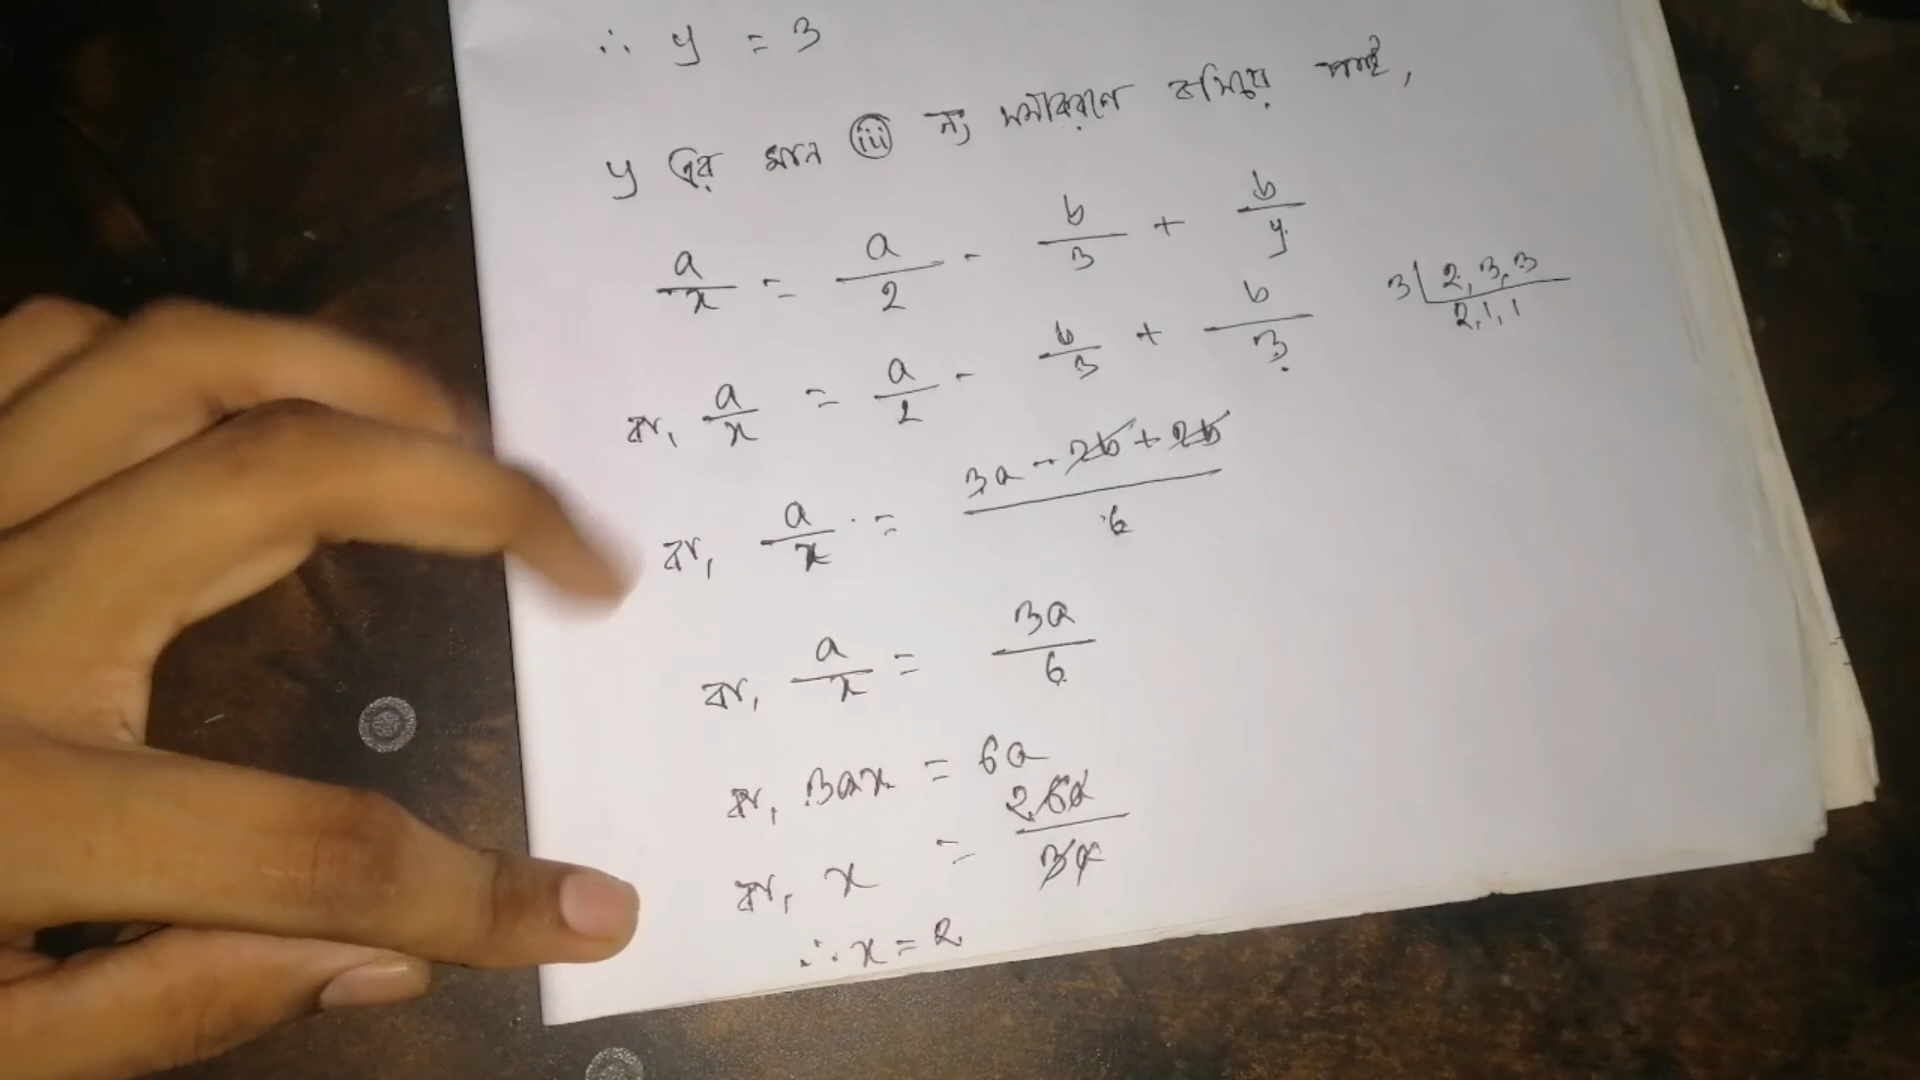 ∴ y = 3
y এর মান (iii) নং সমীকরণে বসিয়ে পাই,
a/x = a/2 - b/3 + b/y
বা, a/x = a/2 - b/3 + b/3
3 | 2, 3, 3
2, 1, 1
বা, a/x = (3a - 2b + 2b)/6
বা, a/x = 3a/6
বা, 3ax = 6a
বা, x = 2 6a/3a
∴ x = 2